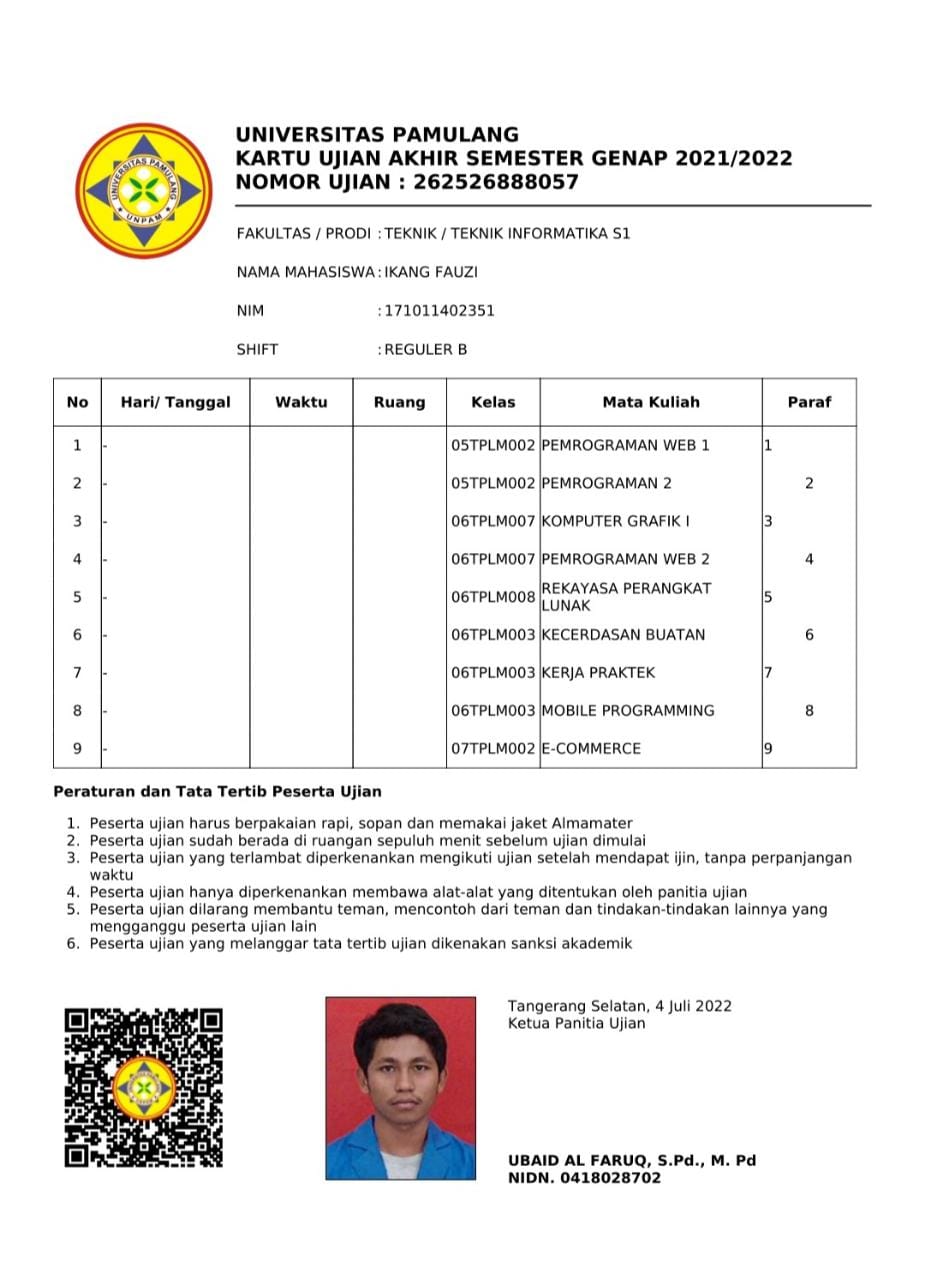 UNIVERSITAS PAMULANG
KARTU UJIAN AKHIR SEMESTER GENAP 2021/2022
NOMOR UJIAN : 262526888057
UNIVERSITAS PAMULANG
★ UNPAM ★
FAKULTAS / PRODI : TEKNIK / TEKNIK INFORMATIKA S1
NAMA MAHASISWA : IKANG FAUZI
NIM : 171011402351
SHIFT : REGULER B
No Hari/ Tanggal Waktu Ruang Kelas Mata Kuliah Paraf
1 - 05TPLM002 PEMROGRAMAN WEB 1 1
2 - 05TPLM002 PEMROGRAMAN 2 2
3 - 06TPLM007 KOMPUTER GRAFIK I 3
4 - 06TPLM007 PEMROGRAMAN WEB 2 4
5 - 06TPLM008 REKAYASA PERANGKAT
LUNAK 5
6 - 06TPLM003 KECERDASAN BUATAN 6
7 - 06TPLM003 KERJA PRAKTEK 7
8 - 06TPLM003 MOBILE PROGRAMMING 8
9 - 07TPLM002 E-COMMERCE 9
Peraturan dan Tata Tertib Peserta Ujian
1. Peserta ujian harus berpakaian rapi, sopan dan memakai jaket Almamater
2. Peserta ujian sudah berada di ruangan sepuluh menit sebelum ujian dimulai
3. Peserta ujian yang terlambat diperkenankan mengikuti ujian setelah mendapat ijin, tanpa perpanjangan
waktu
4. Peserta ujian hanya diperkenankan membawa alat-alat yang ditentukan oleh panitia ujian
5. Peserta ujian dilarang membantu teman, mencontoh dari teman dan tindakan-tindakan lainnya yang
mengganggu peserta ujian lain
6. Peserta ujian yang melanggar tata tertib ujian dikenakan sanksi akademik
Tangerang Selatan, 4 Juli 2022
Ketua Panitia Ujian
UBAID AL FARUQ, S.Pd., M. Pd
NIDN. 0418028702